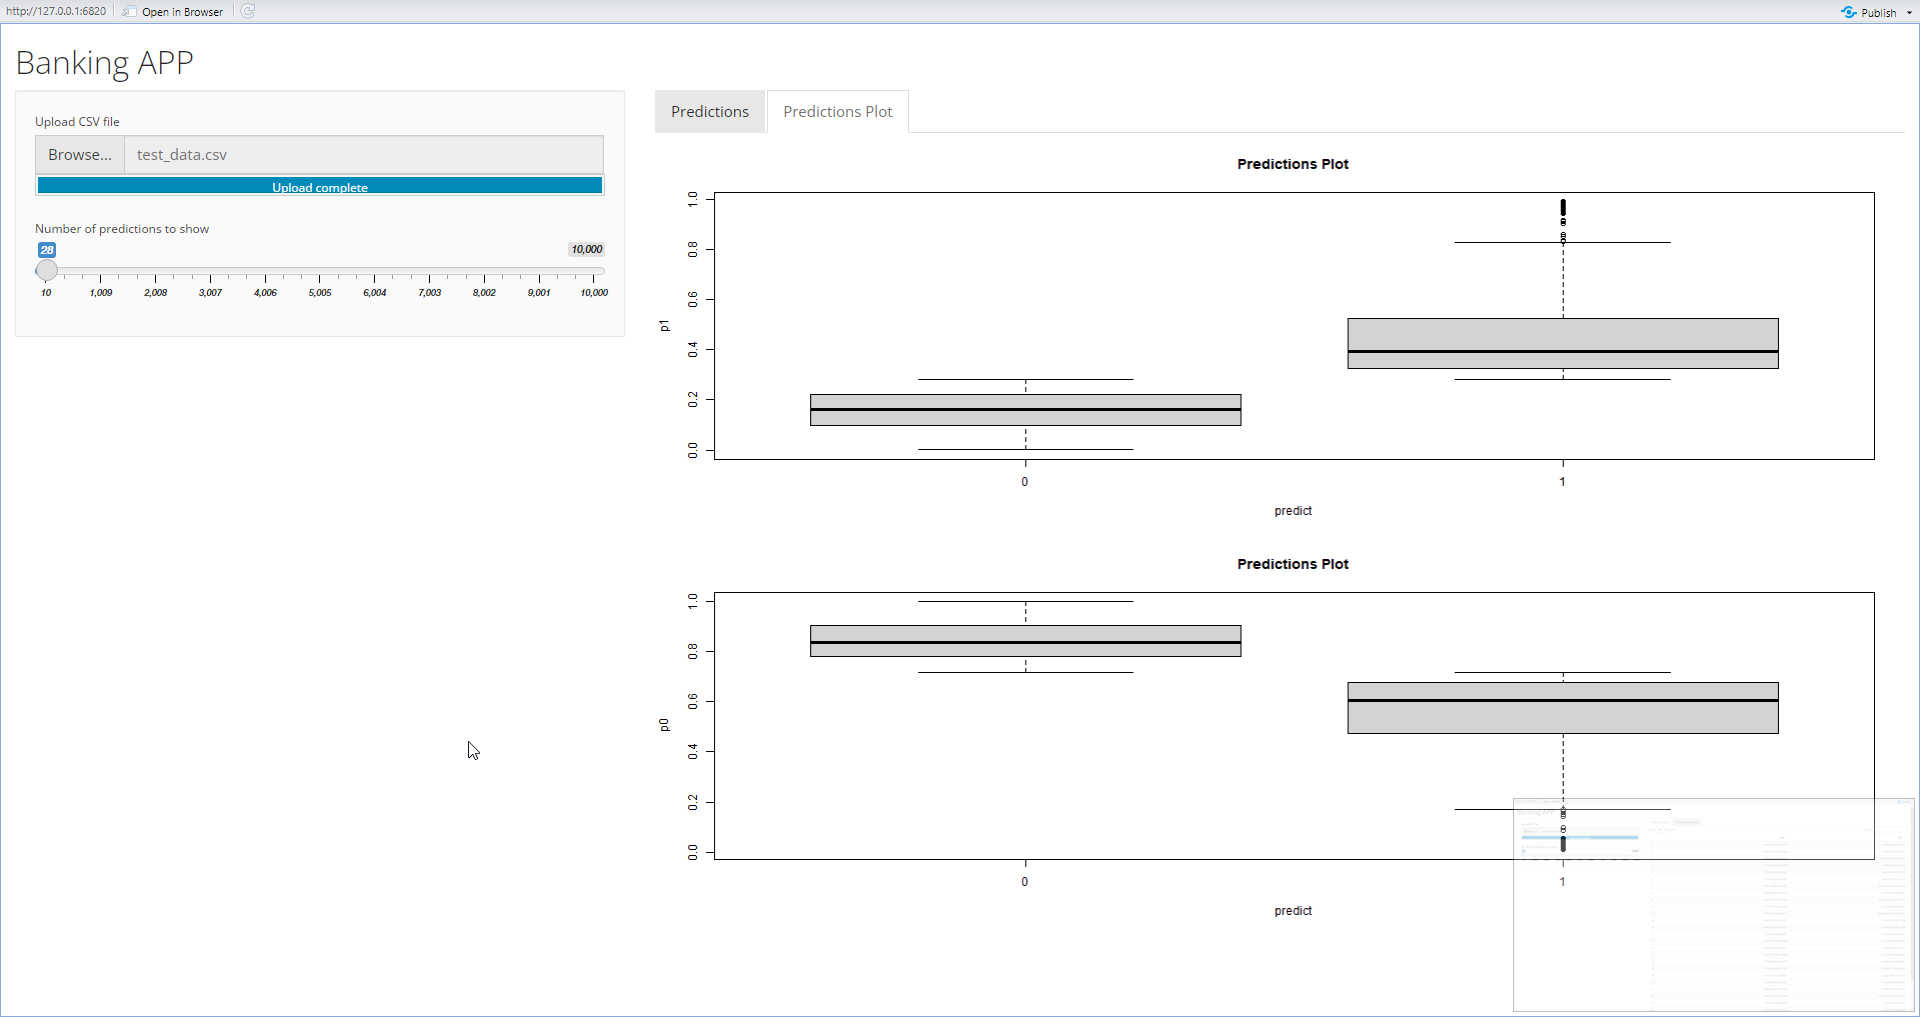 http://127.0.0.1:6820 Open in Browser Publish
Banking APP
Upload CSV file
Browse... test_data.csv
Upload complete
Number of predictions to show
28 10,000
10 1,009 2,008 3,007 4,006 5,005 6,004 7,003 8,002 9,001 10,000
Predictions Predictions Plot
Predictions Plot
p1
1.0
0.8
0.6
0.4
0.2
0.0
0 1
predict
Predictions Plot
p0
1.0
0.8
0.6
0.4
0.2
0.0
0 1
predict